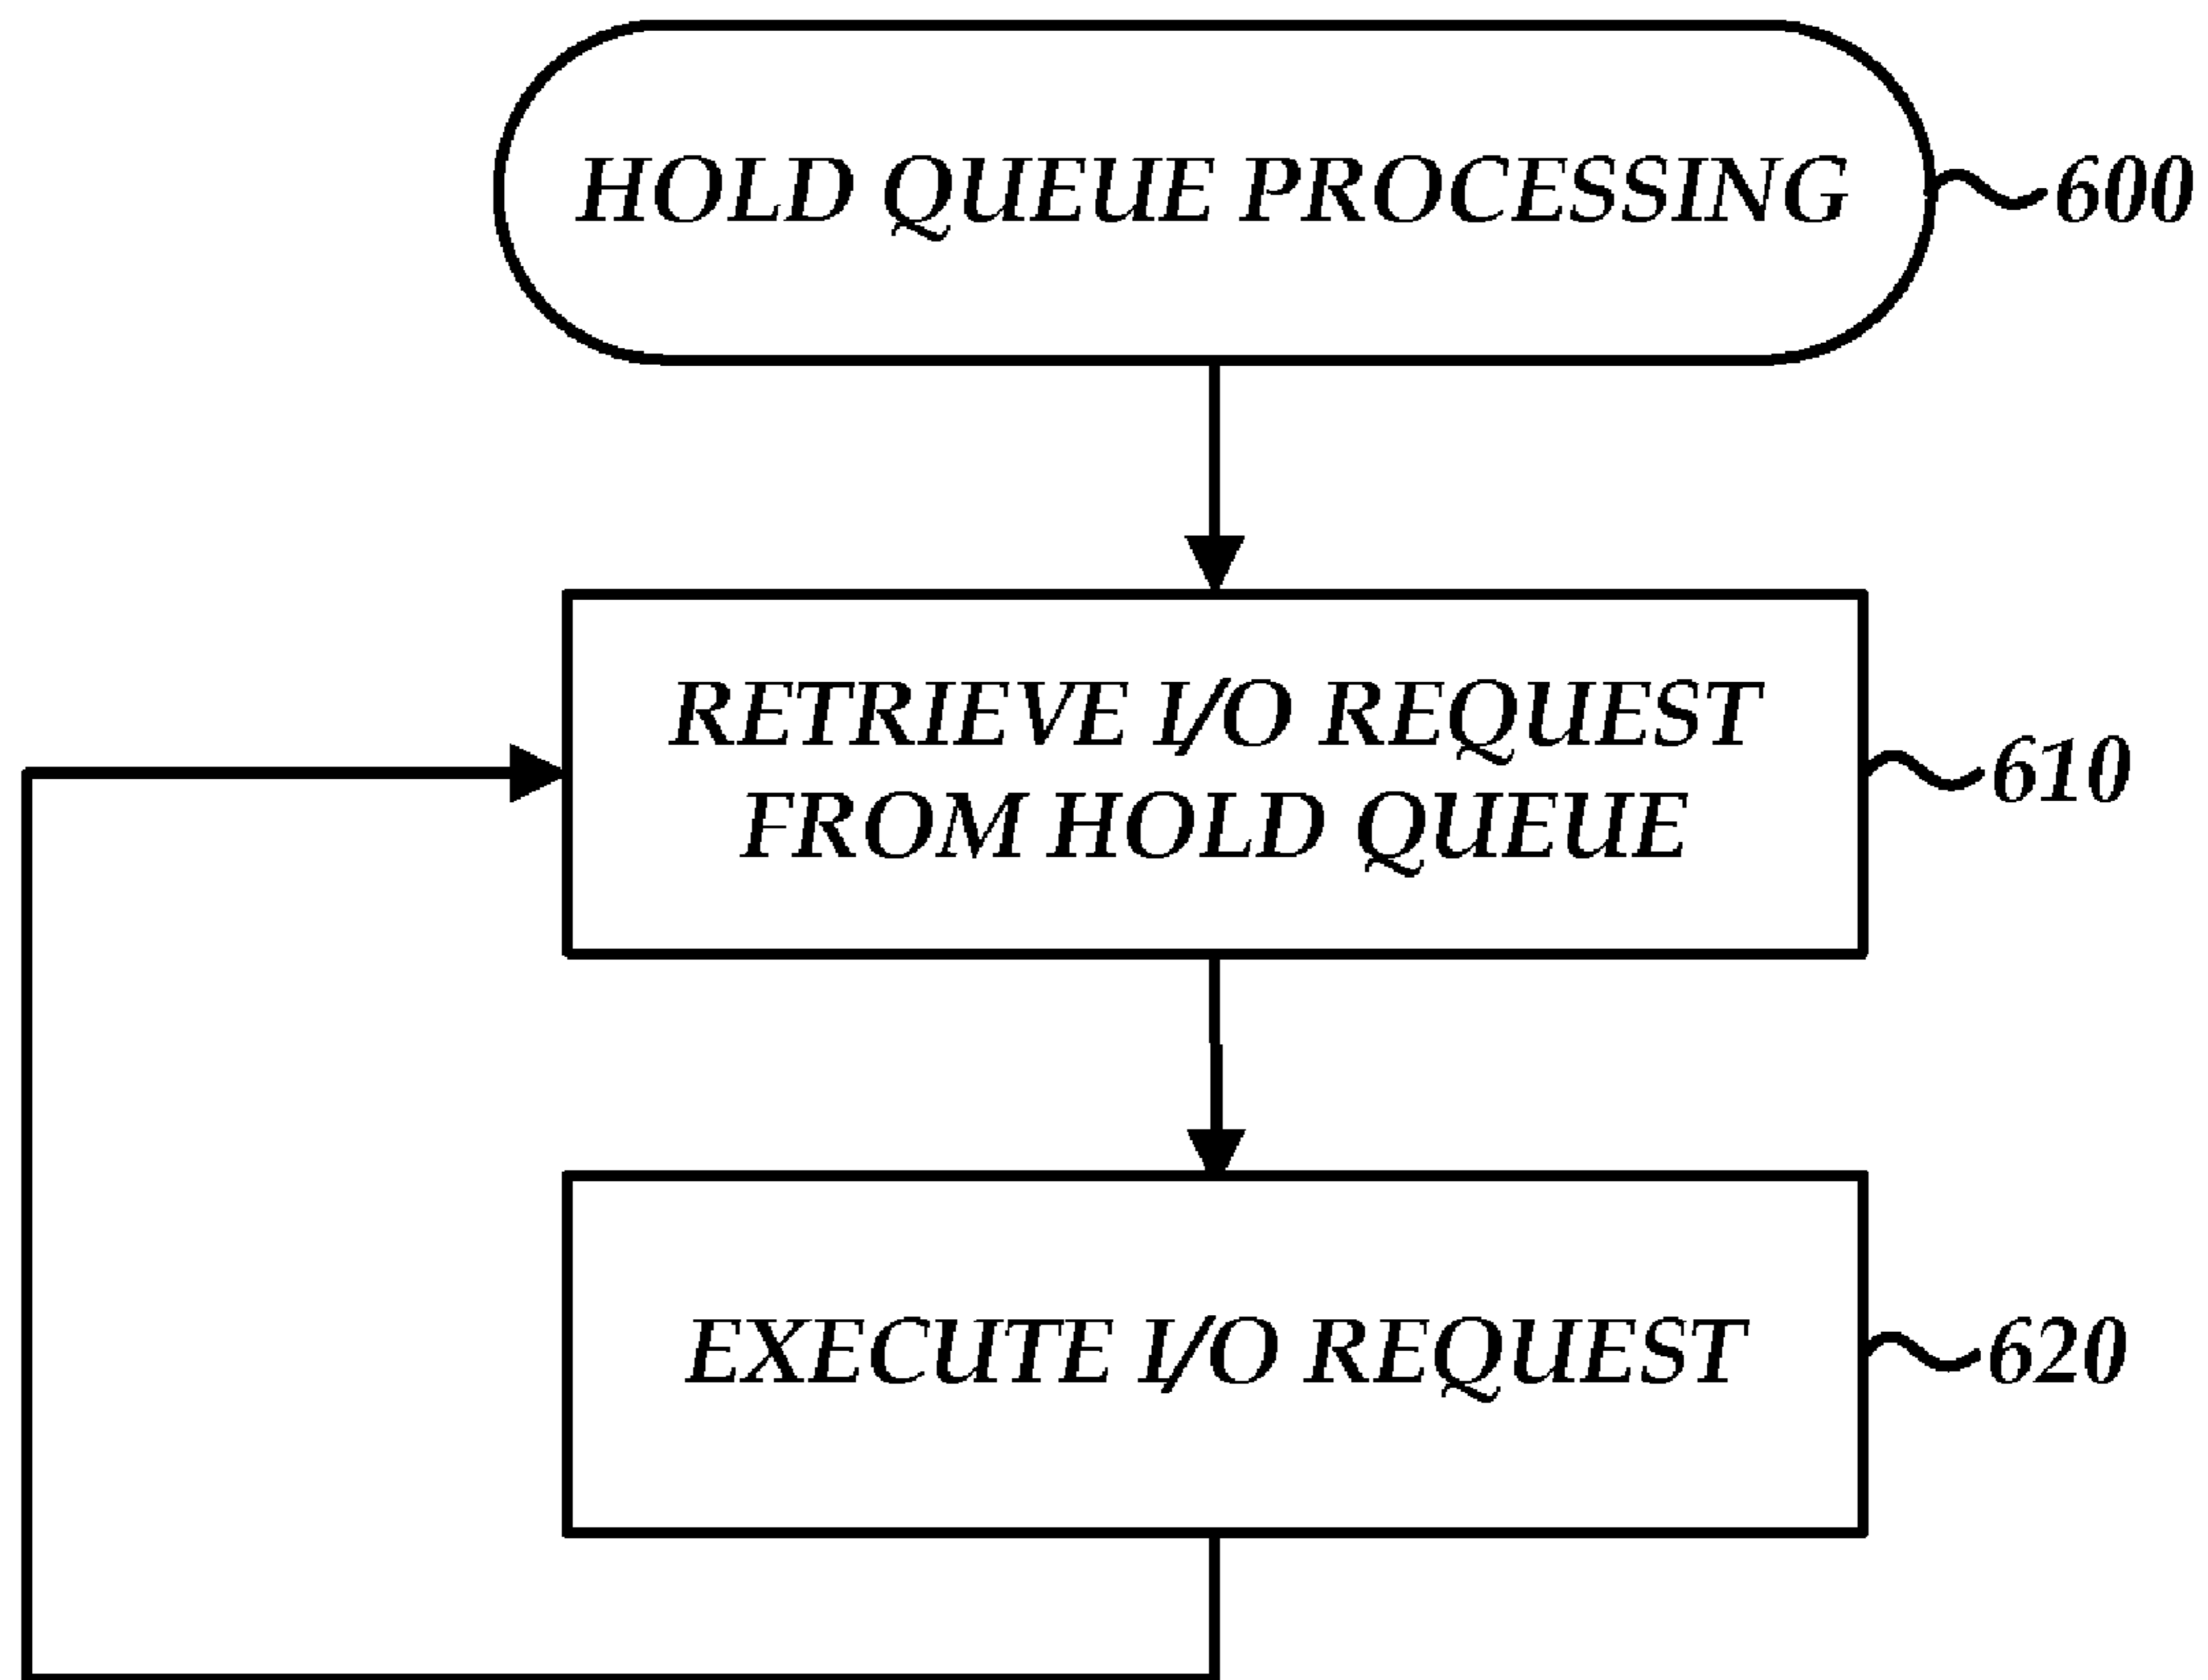 HOLD QUEUE PROCESSING
600
RETRIEVE I/O REQUEST
FROM HOLD QUEUE
610
EXECUTE I/O REQUEST
620